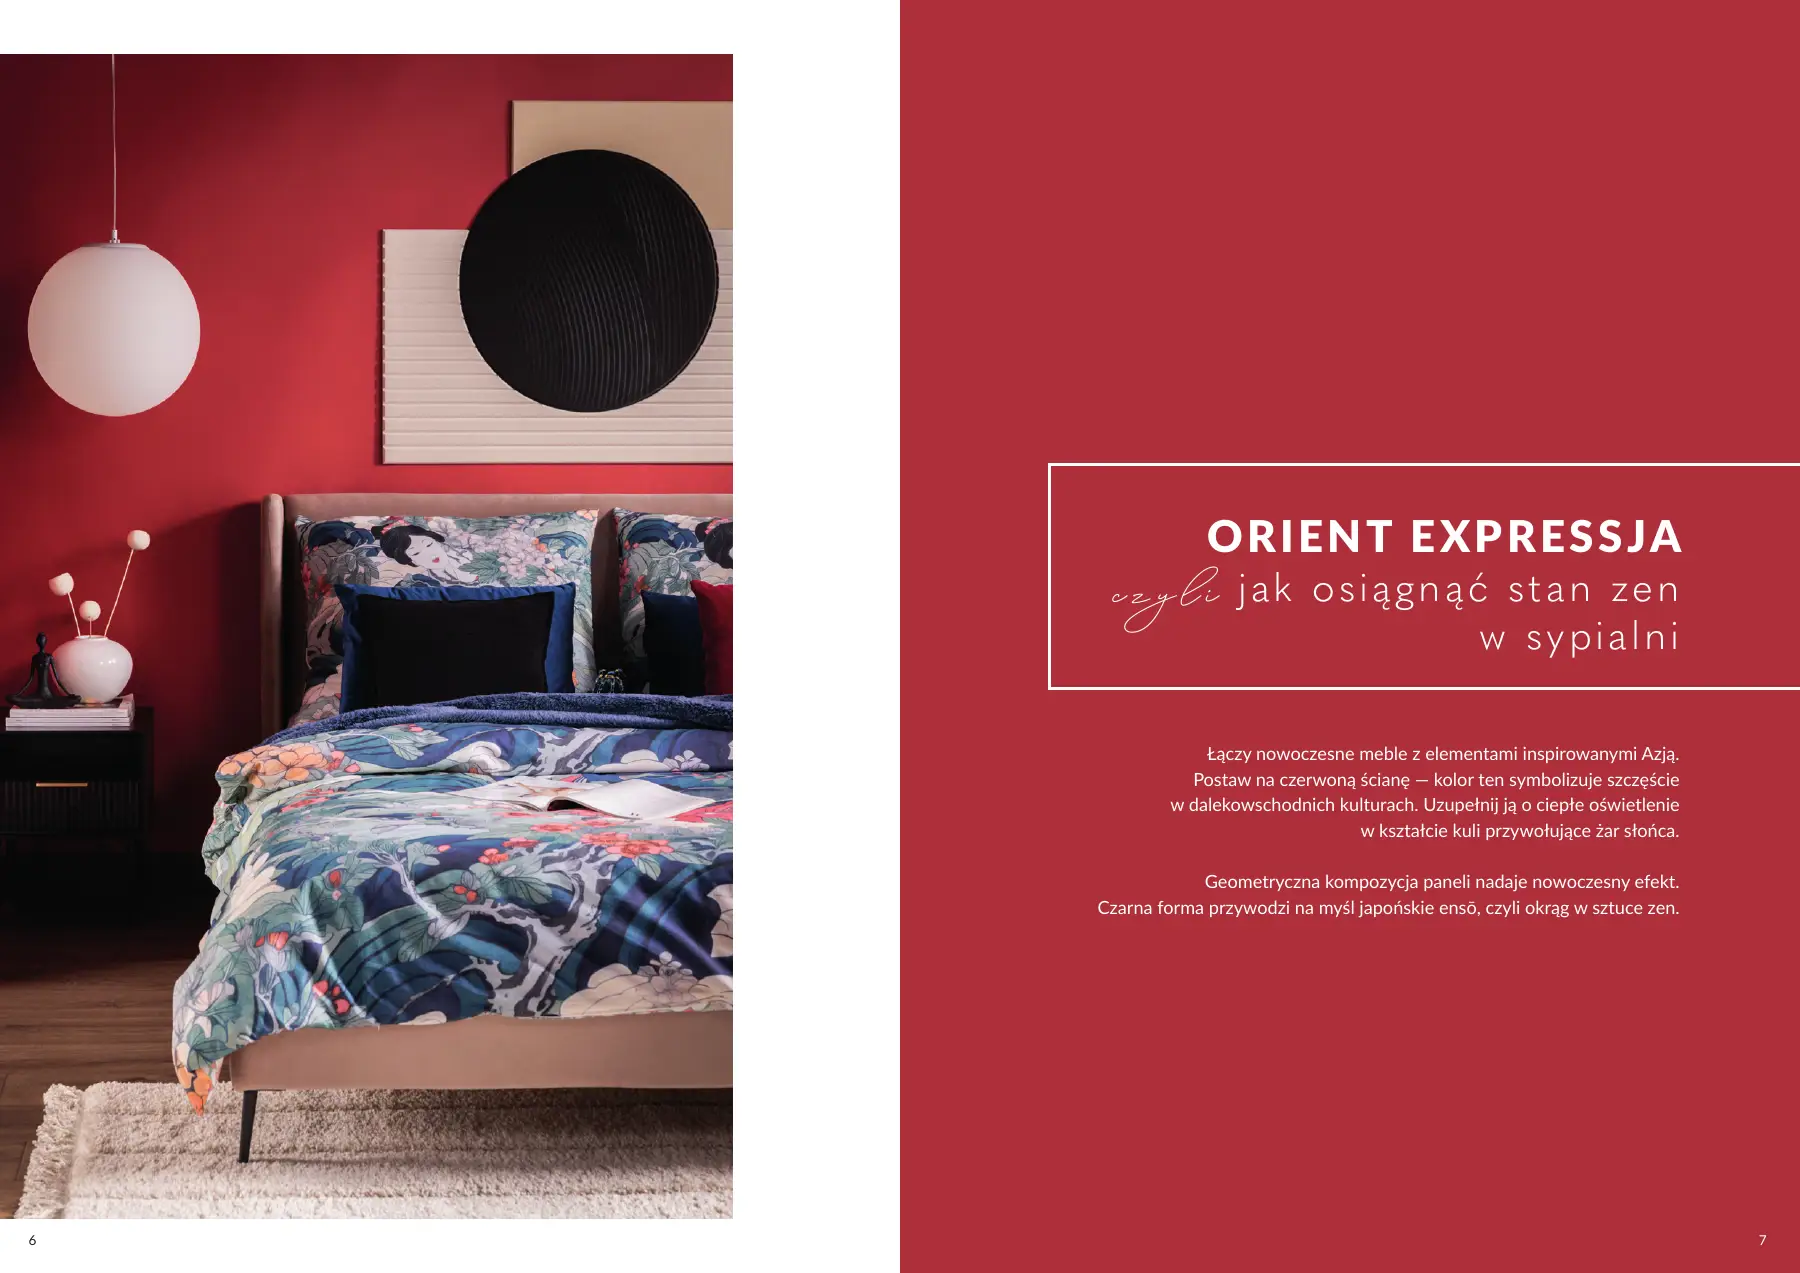 ORIENT EXPRESSJA
czyli jak osiągnąć stan zen
w sypialni
Łączy nowoczesne meble z elementami inspirowanymi Azją.
Postaw na czerwoną ścianę — kolor ten symbolizuje szczęście
w dalekowschodnich kulturach. Uzupełnij ją o ciepłe oświetlenie
w kształcie kuli przywołujące żar słońca.
Geometryczna kompozycja paneli nadaje nowoczesny efekt.
Czarna forma przywodzi na myśl japońskie ensō, czyli okrąg w sztuce zen.
6
7